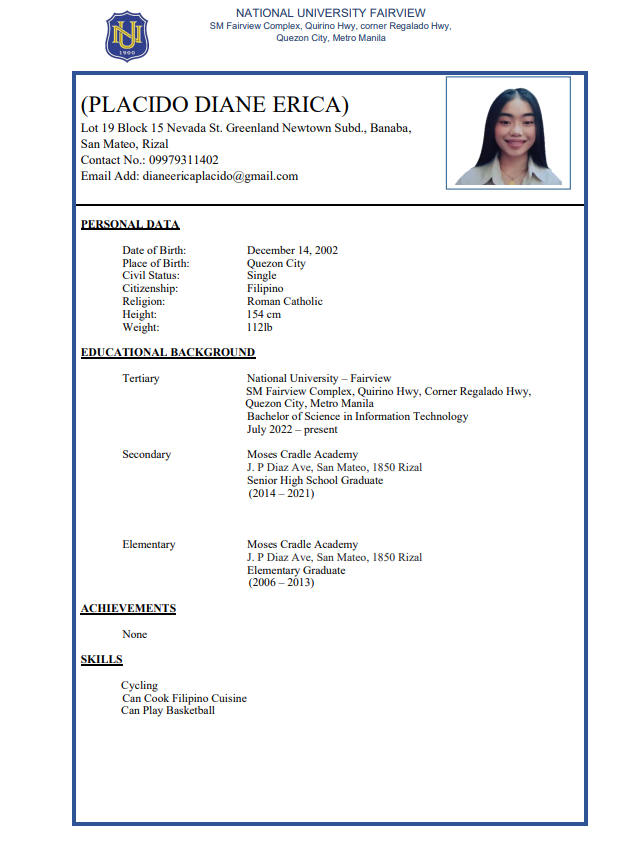 NATIONAL UNIVERSITY FAIRVIEW
SM Fairview Complex, Quirino Hwy, corner Regalado Hwy,
Quezon City, Metro Manila
NU
1900
(PLACIDO DIANE ERICA)
Lot 19 Block 15 Nevada St. Greenland Newtown Subd., Banaba,
San Mateo, Rizal
Contact No.: 09979311402
Email Add: dianeericaplacido@gmail.com
PERSONAL DATA
Date of Birth: December 14, 2002
Place of Birth: Quezon City
Civil Status: Single
Citizenship: Filipino
Religion: Roman Catholic
Height: 154 cm
Weight: 112lb
EDUCATIONAL BACKGROUND
Tertiary National University – Fairview
SM Fairview Complex, Quirino Hwy, Corner Regalado Hwy,
Quezon City, Metro Manila
Bachelor of Science in Information Technology
July 2022 – present
Secondary Moses Cradle Academy
J. P Diaz Ave, San Mateo, 1850 Rizal
Senior High School Graduate
(2014 – 2021)
Elementary Moses Cradle Academy
J. P Diaz Ave, San Mateo, 1850 Rizal
Elementary Graduate
(2006 – 2013)
ACHIEVEMENTS
None
SKILLS
Cycling
Can Cook Filipino Cuisine
Can Play Basketball